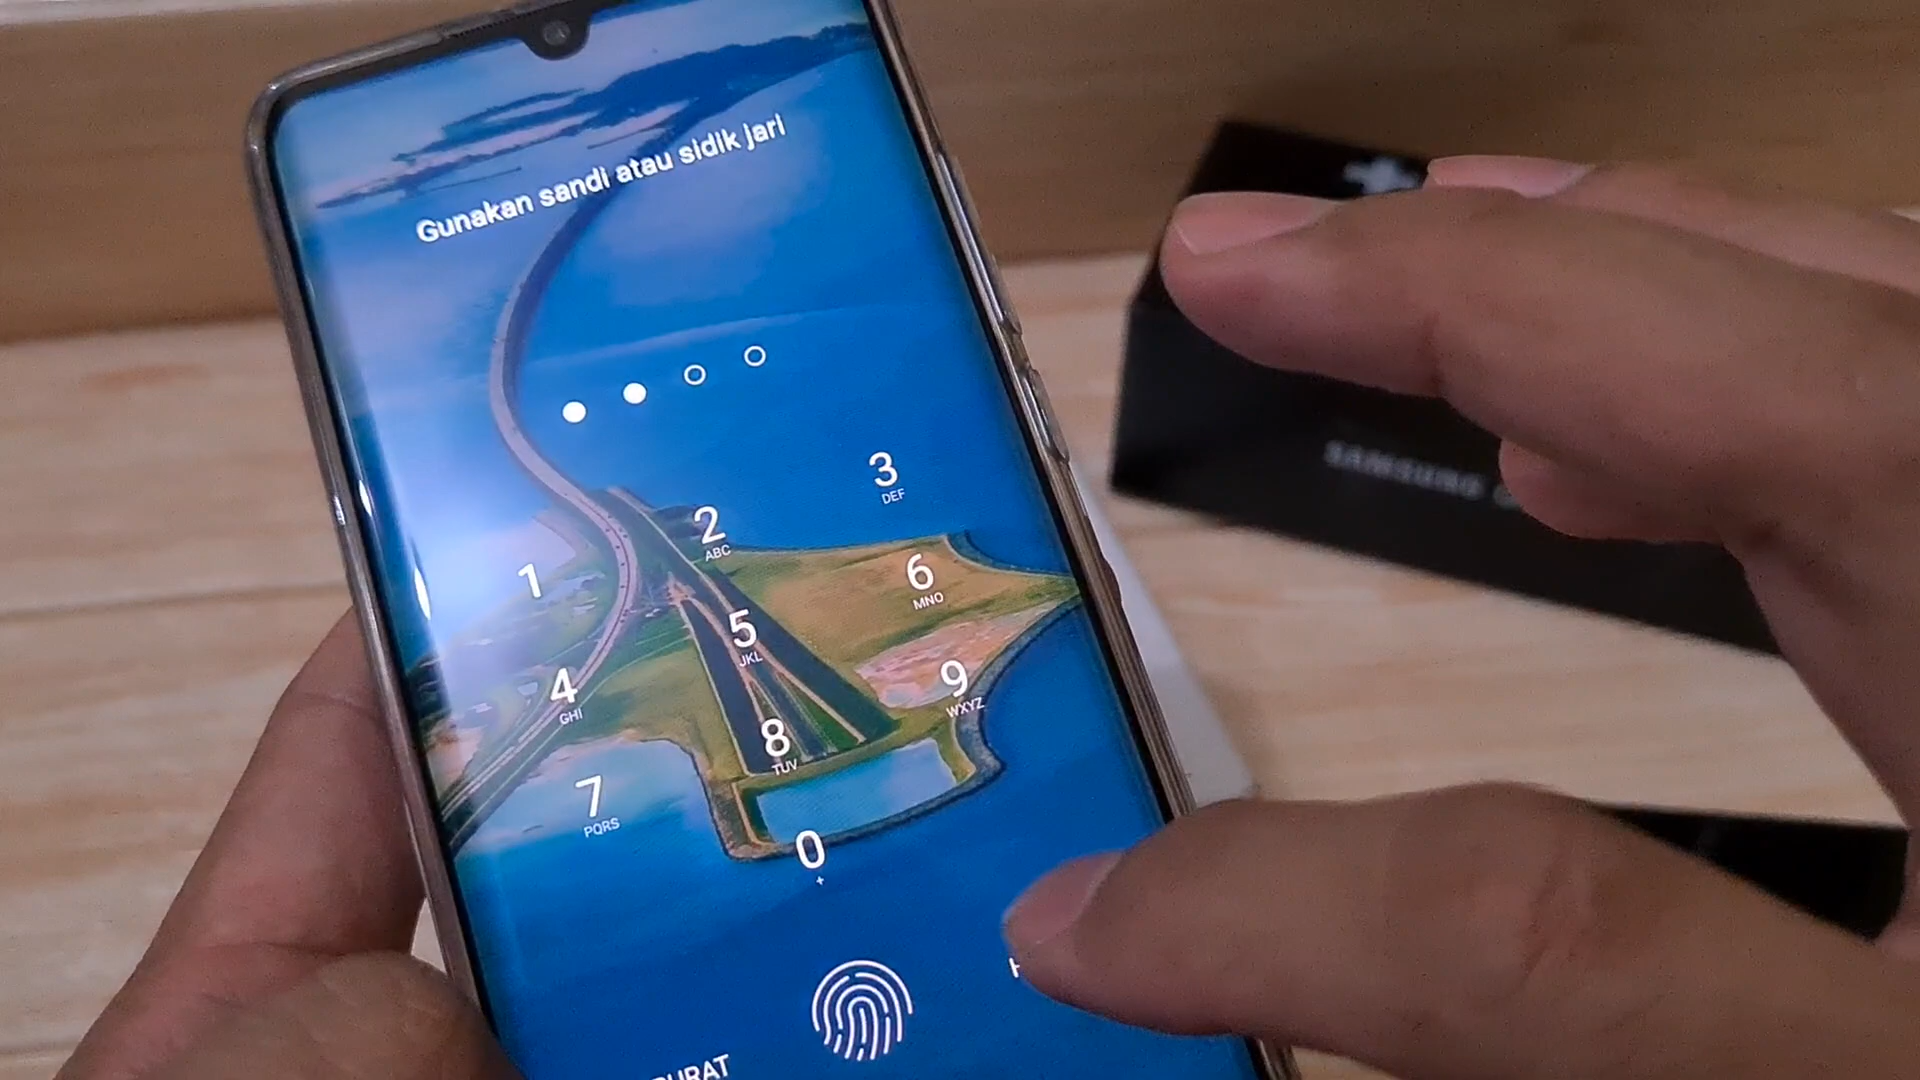 Gunakan sandi atau sidik jari
1
2
ABC
3
DEF
4
GHI
5
JKL
6
MNO
7
PQRS
8
TUV
9
WXYZ
0
+
SAMSUNG